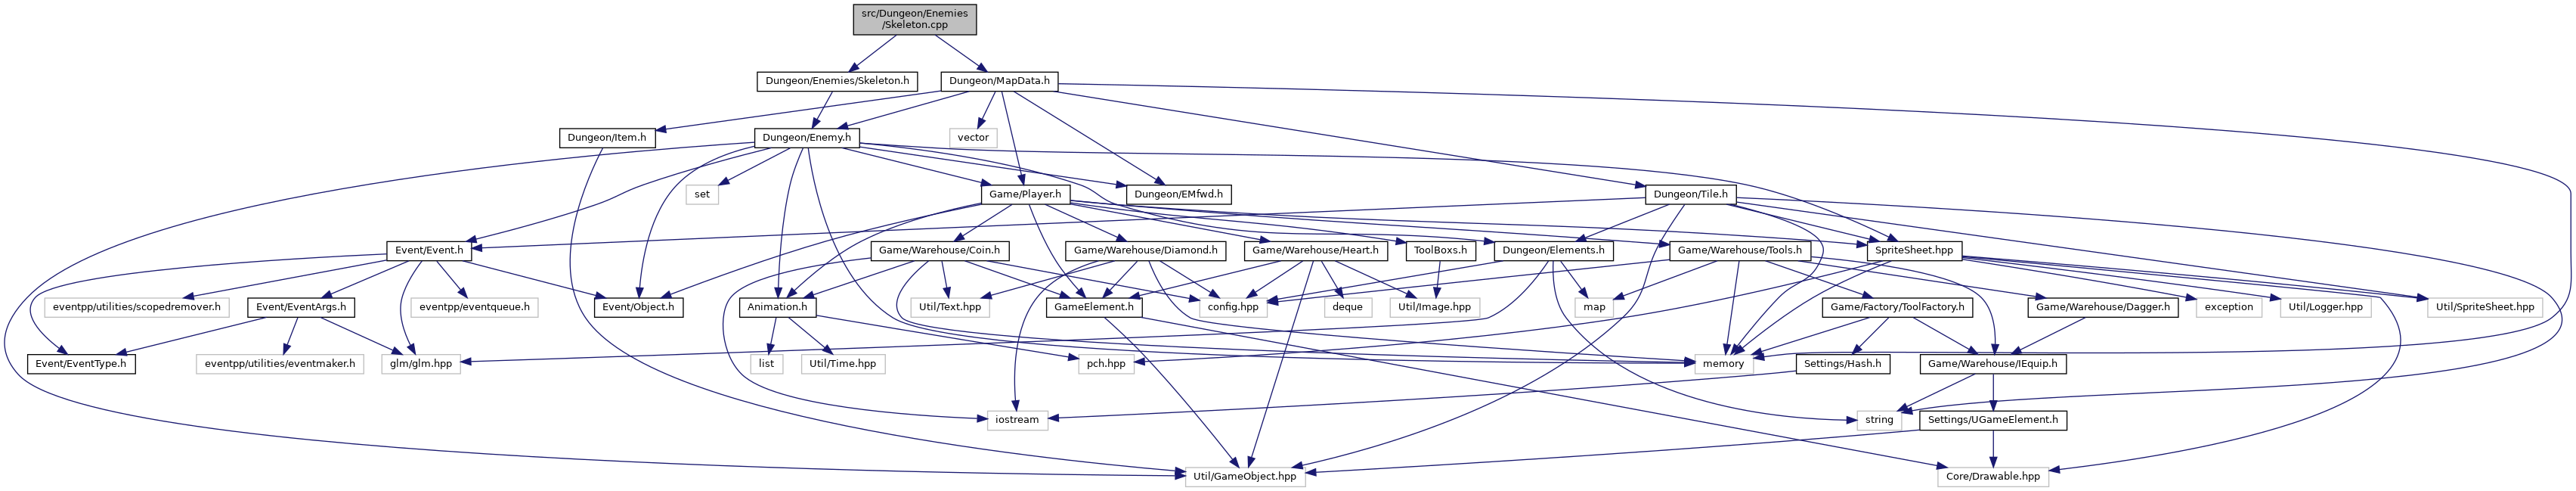 src/Dungeon/Enemies
/Skeleton.cpp
Dungeon/Enemies/Skeleton.h
Dungeon/MapData.h
Dungeon/Item.h
Dungeon/Enemy.h
vector
set
Game/Player.h
Dungeon/EMfwd.h
Dungeon/Tile.h
Event/Event.h
Game/Warehouse/Coin.h
Game/Warehouse/Diamond.h
Game/Warehouse/Heart.h
ToolBoxs.h
Dungeon/Elements.h
Game/Warehouse/Tools.h
SpriteSheet.hpp
eventpp/utilities/scopedremover.h
Event/EventArgs.h
eventpp/eventqueue.h
Event/Object.h
Animation.h
Util/Text.hpp
GameElement.h
config.hpp
deque
Util/Image.hpp
map
Game/Factory/ToolFactory.h
Game/Warehouse/Dagger.h
exception
Util/Logger.hpp
Util/SpriteSheet.hpp
Event/EventType.h
eventpp/utilities/eventmaker.h
glm/glm.hpp
list
Util/Time.hpp
pch.hpp
memory
Settings/Hash.h
Game/Warehouse/IEquip.h
iostream
string
Settings/UGameElement.h
Util/GameObject.hpp
Core/Drawable.hpp